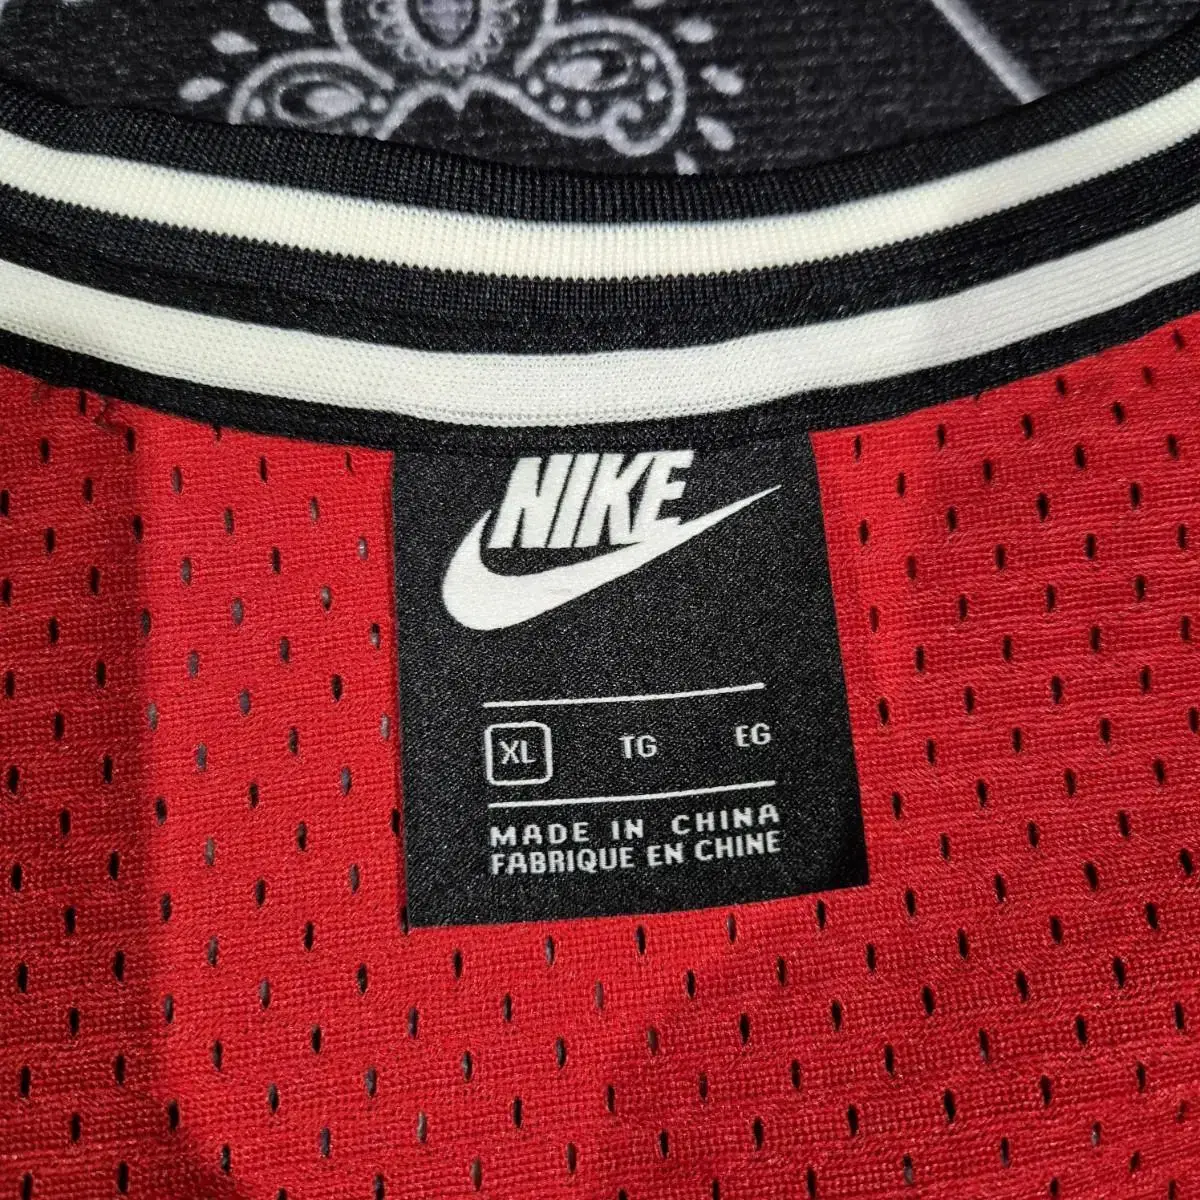 NIKE
XL TG EG
MADE IN CHINA
FABRIQUE EN CHINE